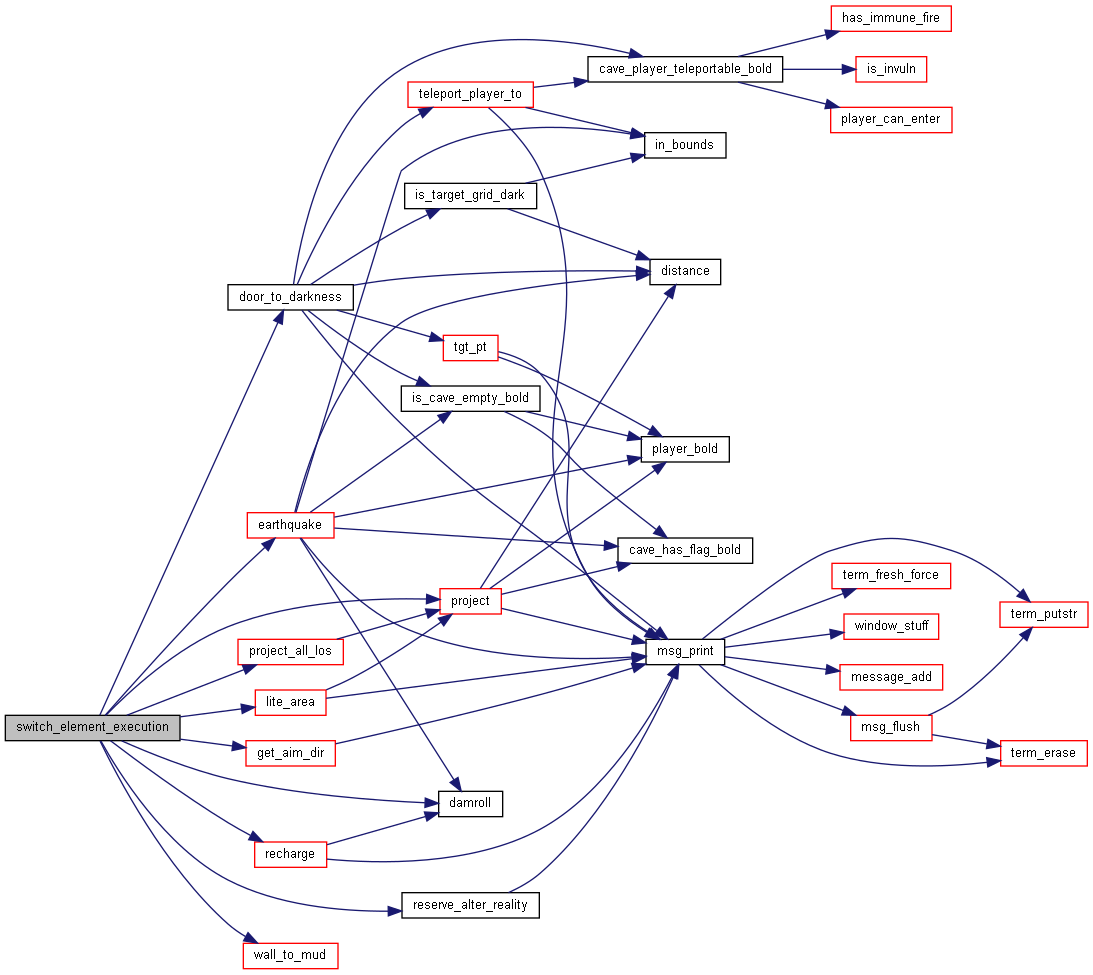 has_immune_fire
cave_player_teleportable_bold
is_invuln
teleport_player_to
player_can_enter
in_bounds
is_target_grid_dark
distance
door_to_darkness
tgt_pt
is_cave_empty_bold
player_bold
earthquake
cave_has_flag_bold
term_fresh_force
project
term_putstr
window_stuff
project_all_los
msg_print
message_add
lite_area
switch_element_execution
msg_flush
get_aim_dir
term_erase
damroll
recharge
reserve_alter_reality
wall_to_mud